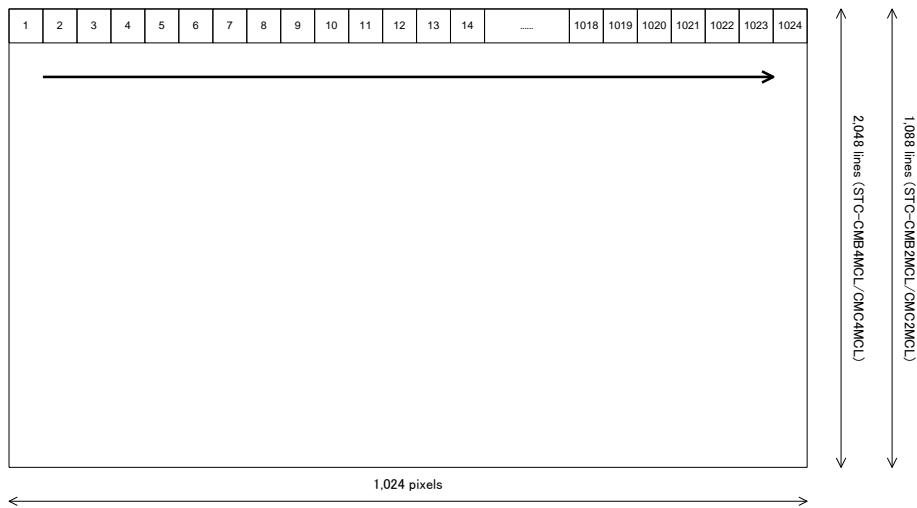 1 2 3 4 5 6 7 8 9 10 11 12 13 14 ...... 1018 1019 1020 1021 1022 1023 1024
2,048 lines (STC-CMB4MCL/CMC4MCL)
1,088 lines (STC-CMB2MCL/CMC2MCL)
1,024 pixels